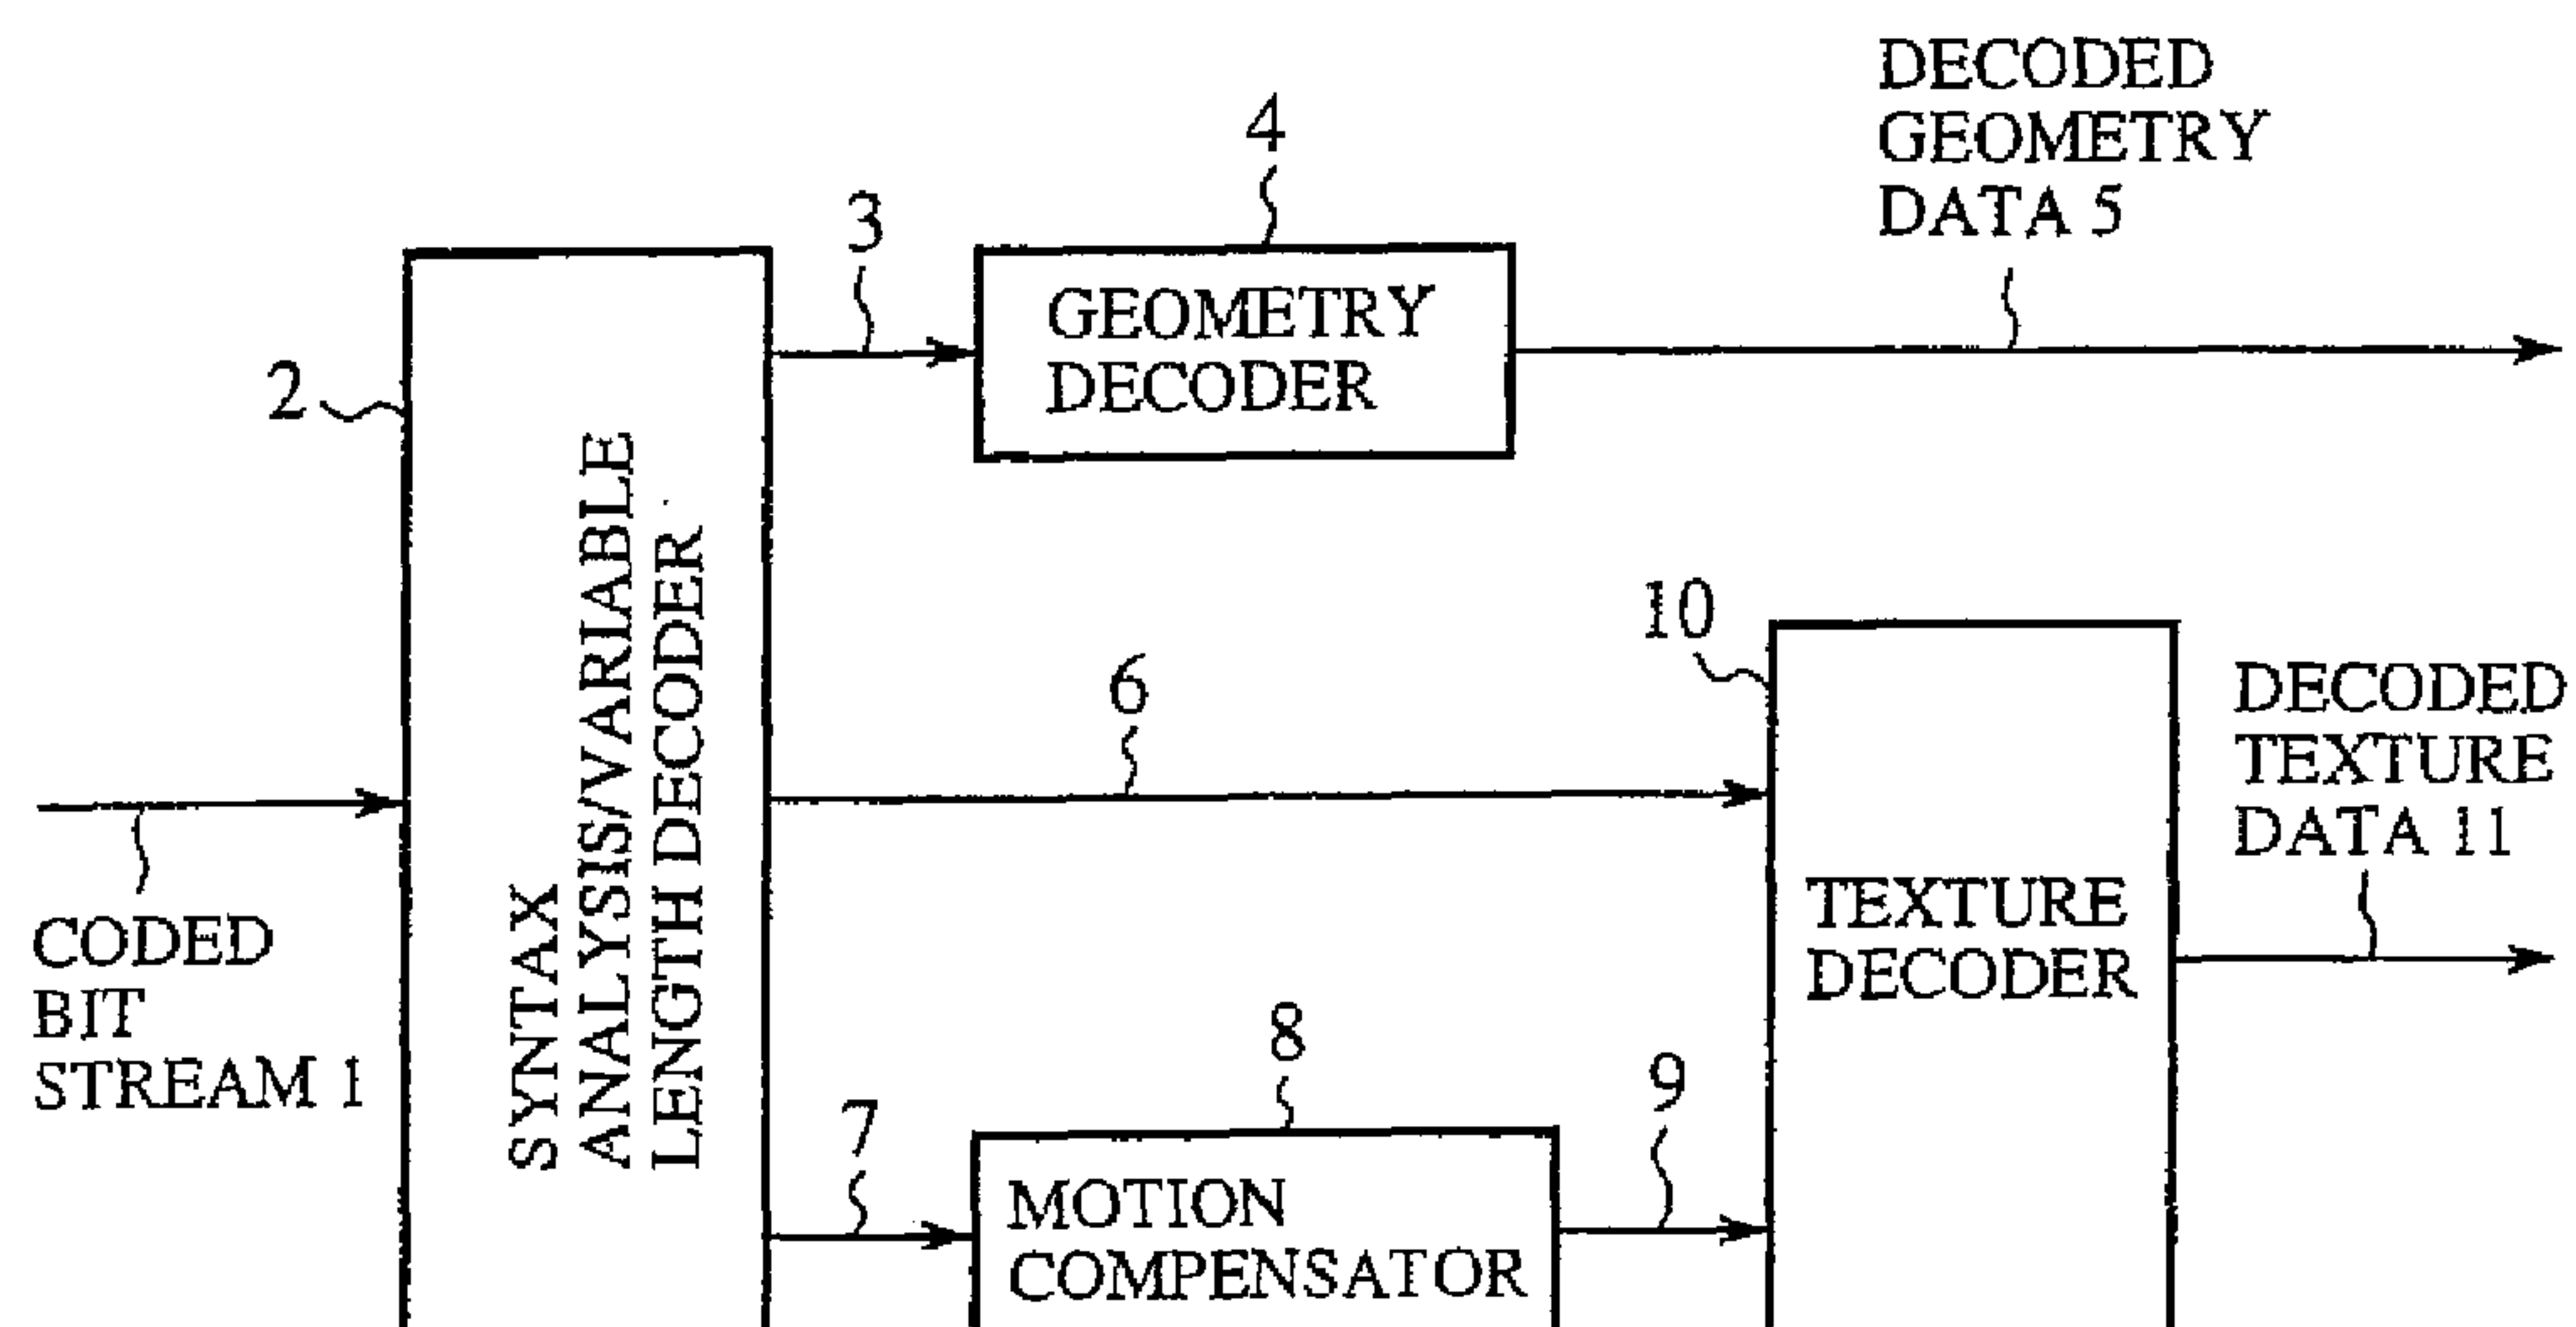 DECODED
GEOMETRY
DATA 5
4
3
GEOMETRY
DECODER
2
SYNTAX
ANALYSIS/VARIABLE
LENGTH DECODER
6
10
DECODED
TEXTURE
DATA 11
TEXTURE
DECODER
CODED
BIT
STREAM 1
7
8
9
MOTION
COMPENSATOR